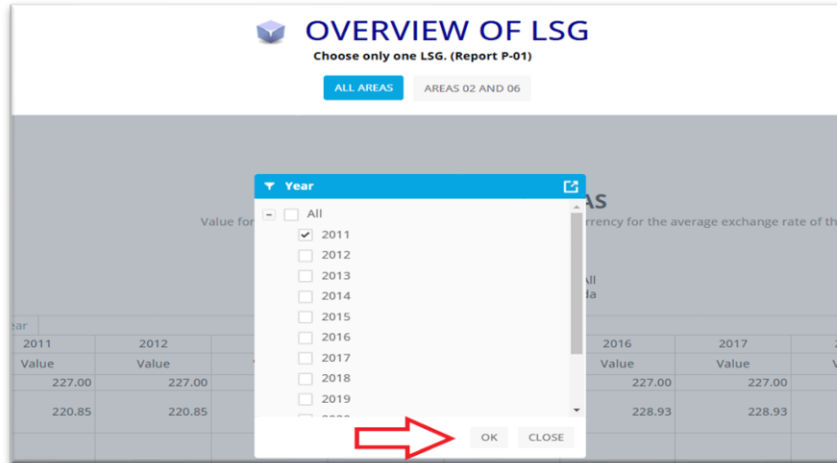 OVERVIEW OF LSG
Choose only one LSG. (Report P-01)
ALL AREAS AREAS 02 AND 06
Year
AS
Value for rrency for the average exchange rate of th
All
2011
2012
2013
2014
2015
2016
2017
2018
2019
All
da
ear
2011 2012 2016 2017
Value Value Value Value
227.00 227.00 227.00 227.00
220.85 220.85 228.93 228.93
OK CLOSE